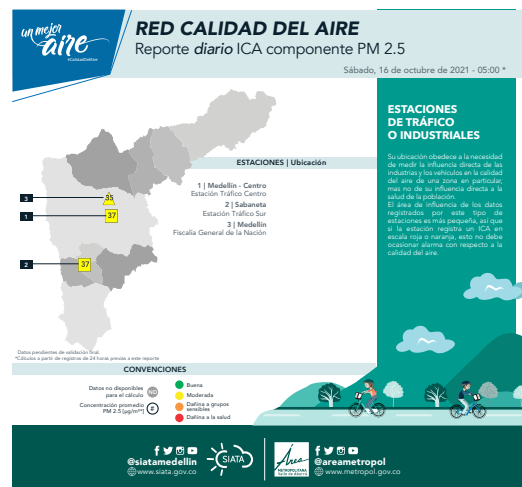 un mejor
aire
#CalidadDelAire
RED CALIDAD DEL AIRE
Reporte diario ICA componente PM 2.5
Sábado, 16 de octubre de 2021 - 05:00 *
ESTACIONES
DE TRÁFICO
O INDUSTRIALES
Su ubicación obedece a la necesidad
de medir la influencia directa de las
industrias y los vehículos en la calidad
del aire de una zona en particular,
mas no de su influencia directa a la
salud de la población.
El área de influencia de los datos
registrados por este tipo de
estaciones es más pequeña, así que
si la estación registra un ICA en
escala roja o naranja, esto no debe
ocasionar alarma con respecto a la
calidad del aire.
ESTACIONES | Ubicación
1 | Medellín - Centro
Estación Tráfico Centro
2 | Sabaneta
Estación Tráfico Sur
3 | Medellín
Fiscalía General de la Nación
3
35
1
37
2
37
Datos pendientes de validación final.
*Cálculos a partir de registros de 24 horas previas a este reporte
CONVENCIONES
Datos no disponibles
para el cálculo
Concentración promedio
PM 2.5 [µg/m³]
#
Buena
Moderada
Dañina a grupos
sensibles
Dañina a la salud
@siatamedellin
www.siata.gov.co
SIATA
Área
METROPOLITANA
Valle de Aburrá
@areametropol
www.metropol.gov.co